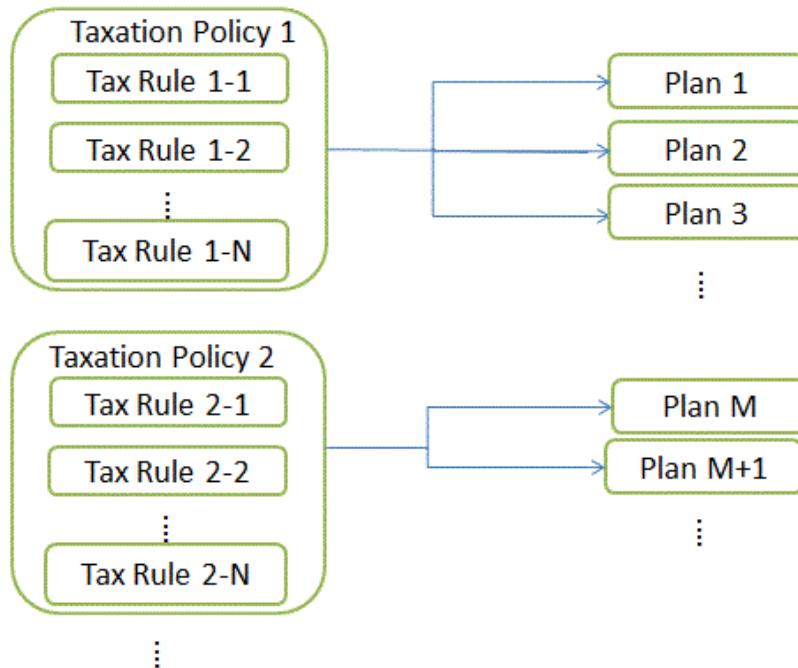 Taxation Policy 1
Tax Rule 1-1
Tax Rule 1-2
Tax Rule 1-N
Plan 1
Plan 2
Plan 3
Taxation Policy 2
Tax Rule 2-1
Tax Rule 2-2
Tax Rule 2-N
Plan M
Plan M+1